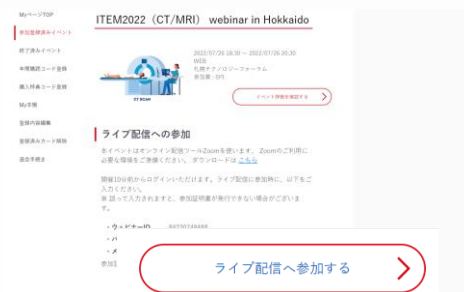 MyページTOP
参加登録済みイベント
終了済みイベント
本際購読コード登録
購入特典コード登録
My手帳
登録内容編集
登録済みコード解除
退会手続き
ITEM2022（CT/MRI） webinar in Hokkaido
2022/07/26 18:30 ～ 2022/07/26 20:30
WEB
札幌テクノロジーフォーラム
参加費 : 0円
CT SCAN
イベント詳細を確認する
ライブ配信への参加
本イベントはオンライン配信ツールZoomを使います。 Zoomのご利用に
必要な環境をご準備ください。 ダウンロードは こちら
開催10分前からログインいただけます。ライブ配信に参加時に、以下をご
入力ください。
※ 誤って入力されますと、参加証明書が発行できない場合がございま
す。
・ウェビナーID
・パ
・メ
参加
ライブ配信へ参加する